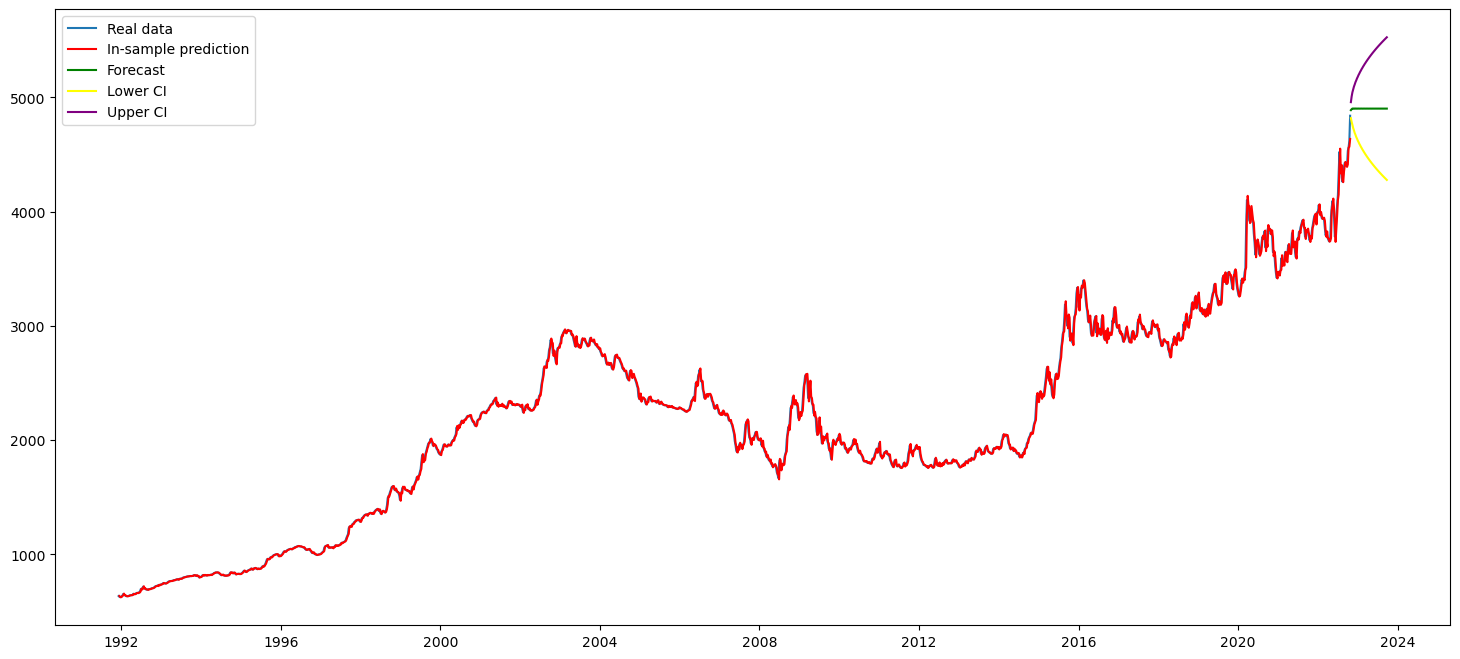 Real data
In-sample prediction
Forecast
Lower CI
Upper CI
5000
4000
3000
2000
1000
1992 1996 2000 2004 2008 2012 2016 2020 2024